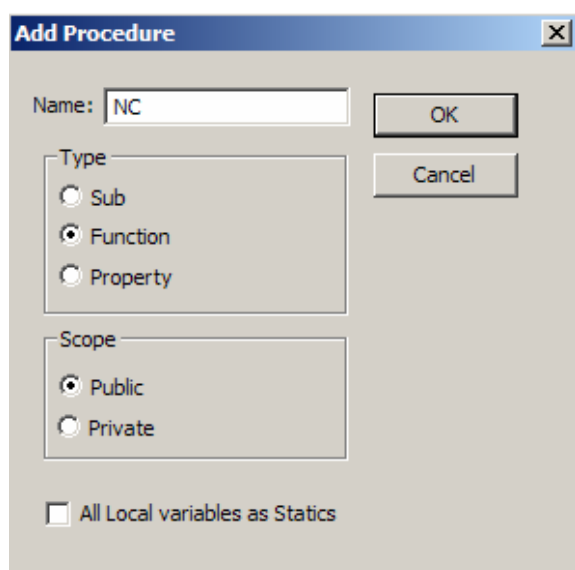 Add Procedure
Name: NC
OK
Cancel
Type
Sub
Function
Property
Scope
Public
Private
All Local variables as Statics